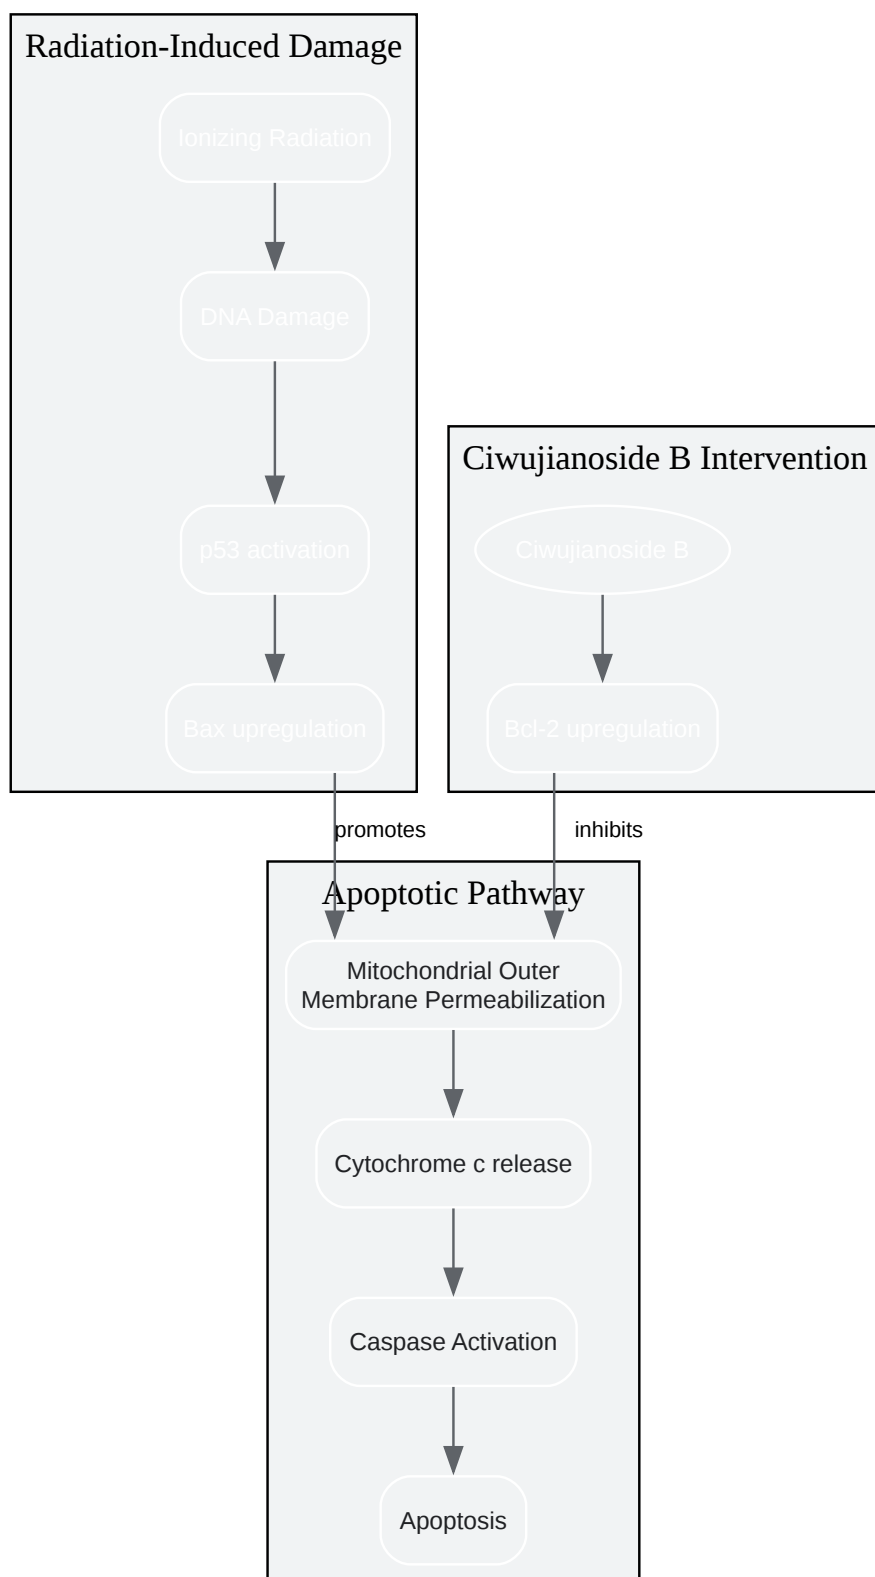 Radiation-Induced Damage
Ionizing Radiation
DNA Damage
p53 activation
Bax upregulation
Ciwujianoside B Intervention
Ciwujianoside B
Bcl-2 upregulation
promotes
inhibits
Apoptotic Pathway
Mitochondrial Outer
Membrane Permeabilization
Cytochrome c release
Caspase Activation
Apoptosis